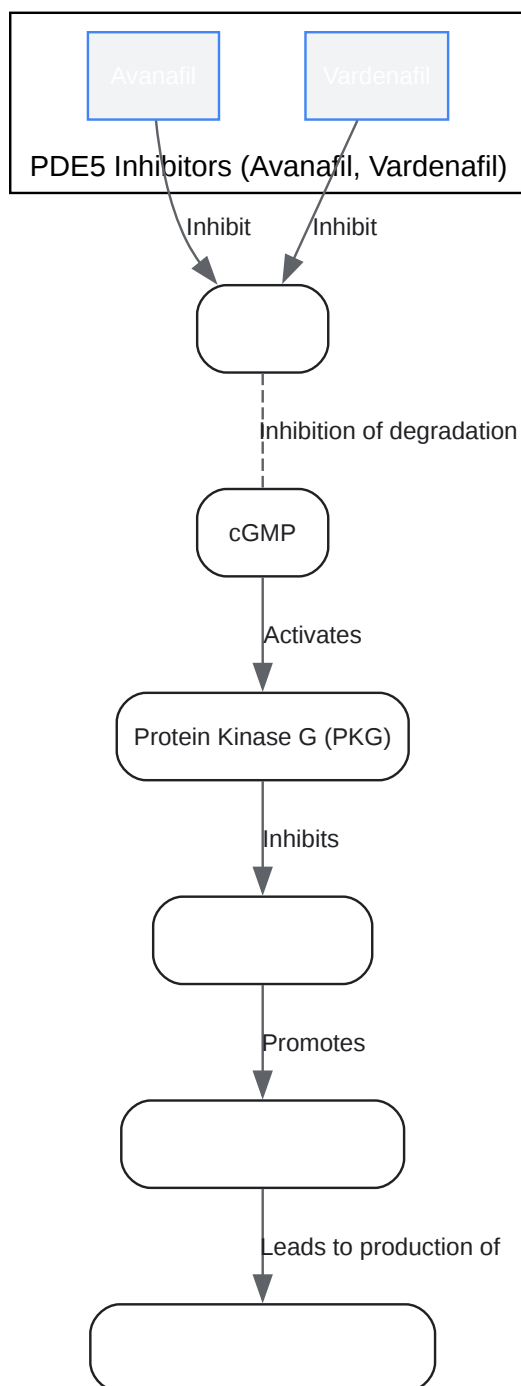 Avanafil
Vardenafil
PDE5 Inhibitors (Avanafil, Vardenafil)
Inhibit
Inhibit
Inhibition of degradation
cGMP
Activates
Protein Kinase G (PKG)
Inhibits
Promotes
Leads to production of